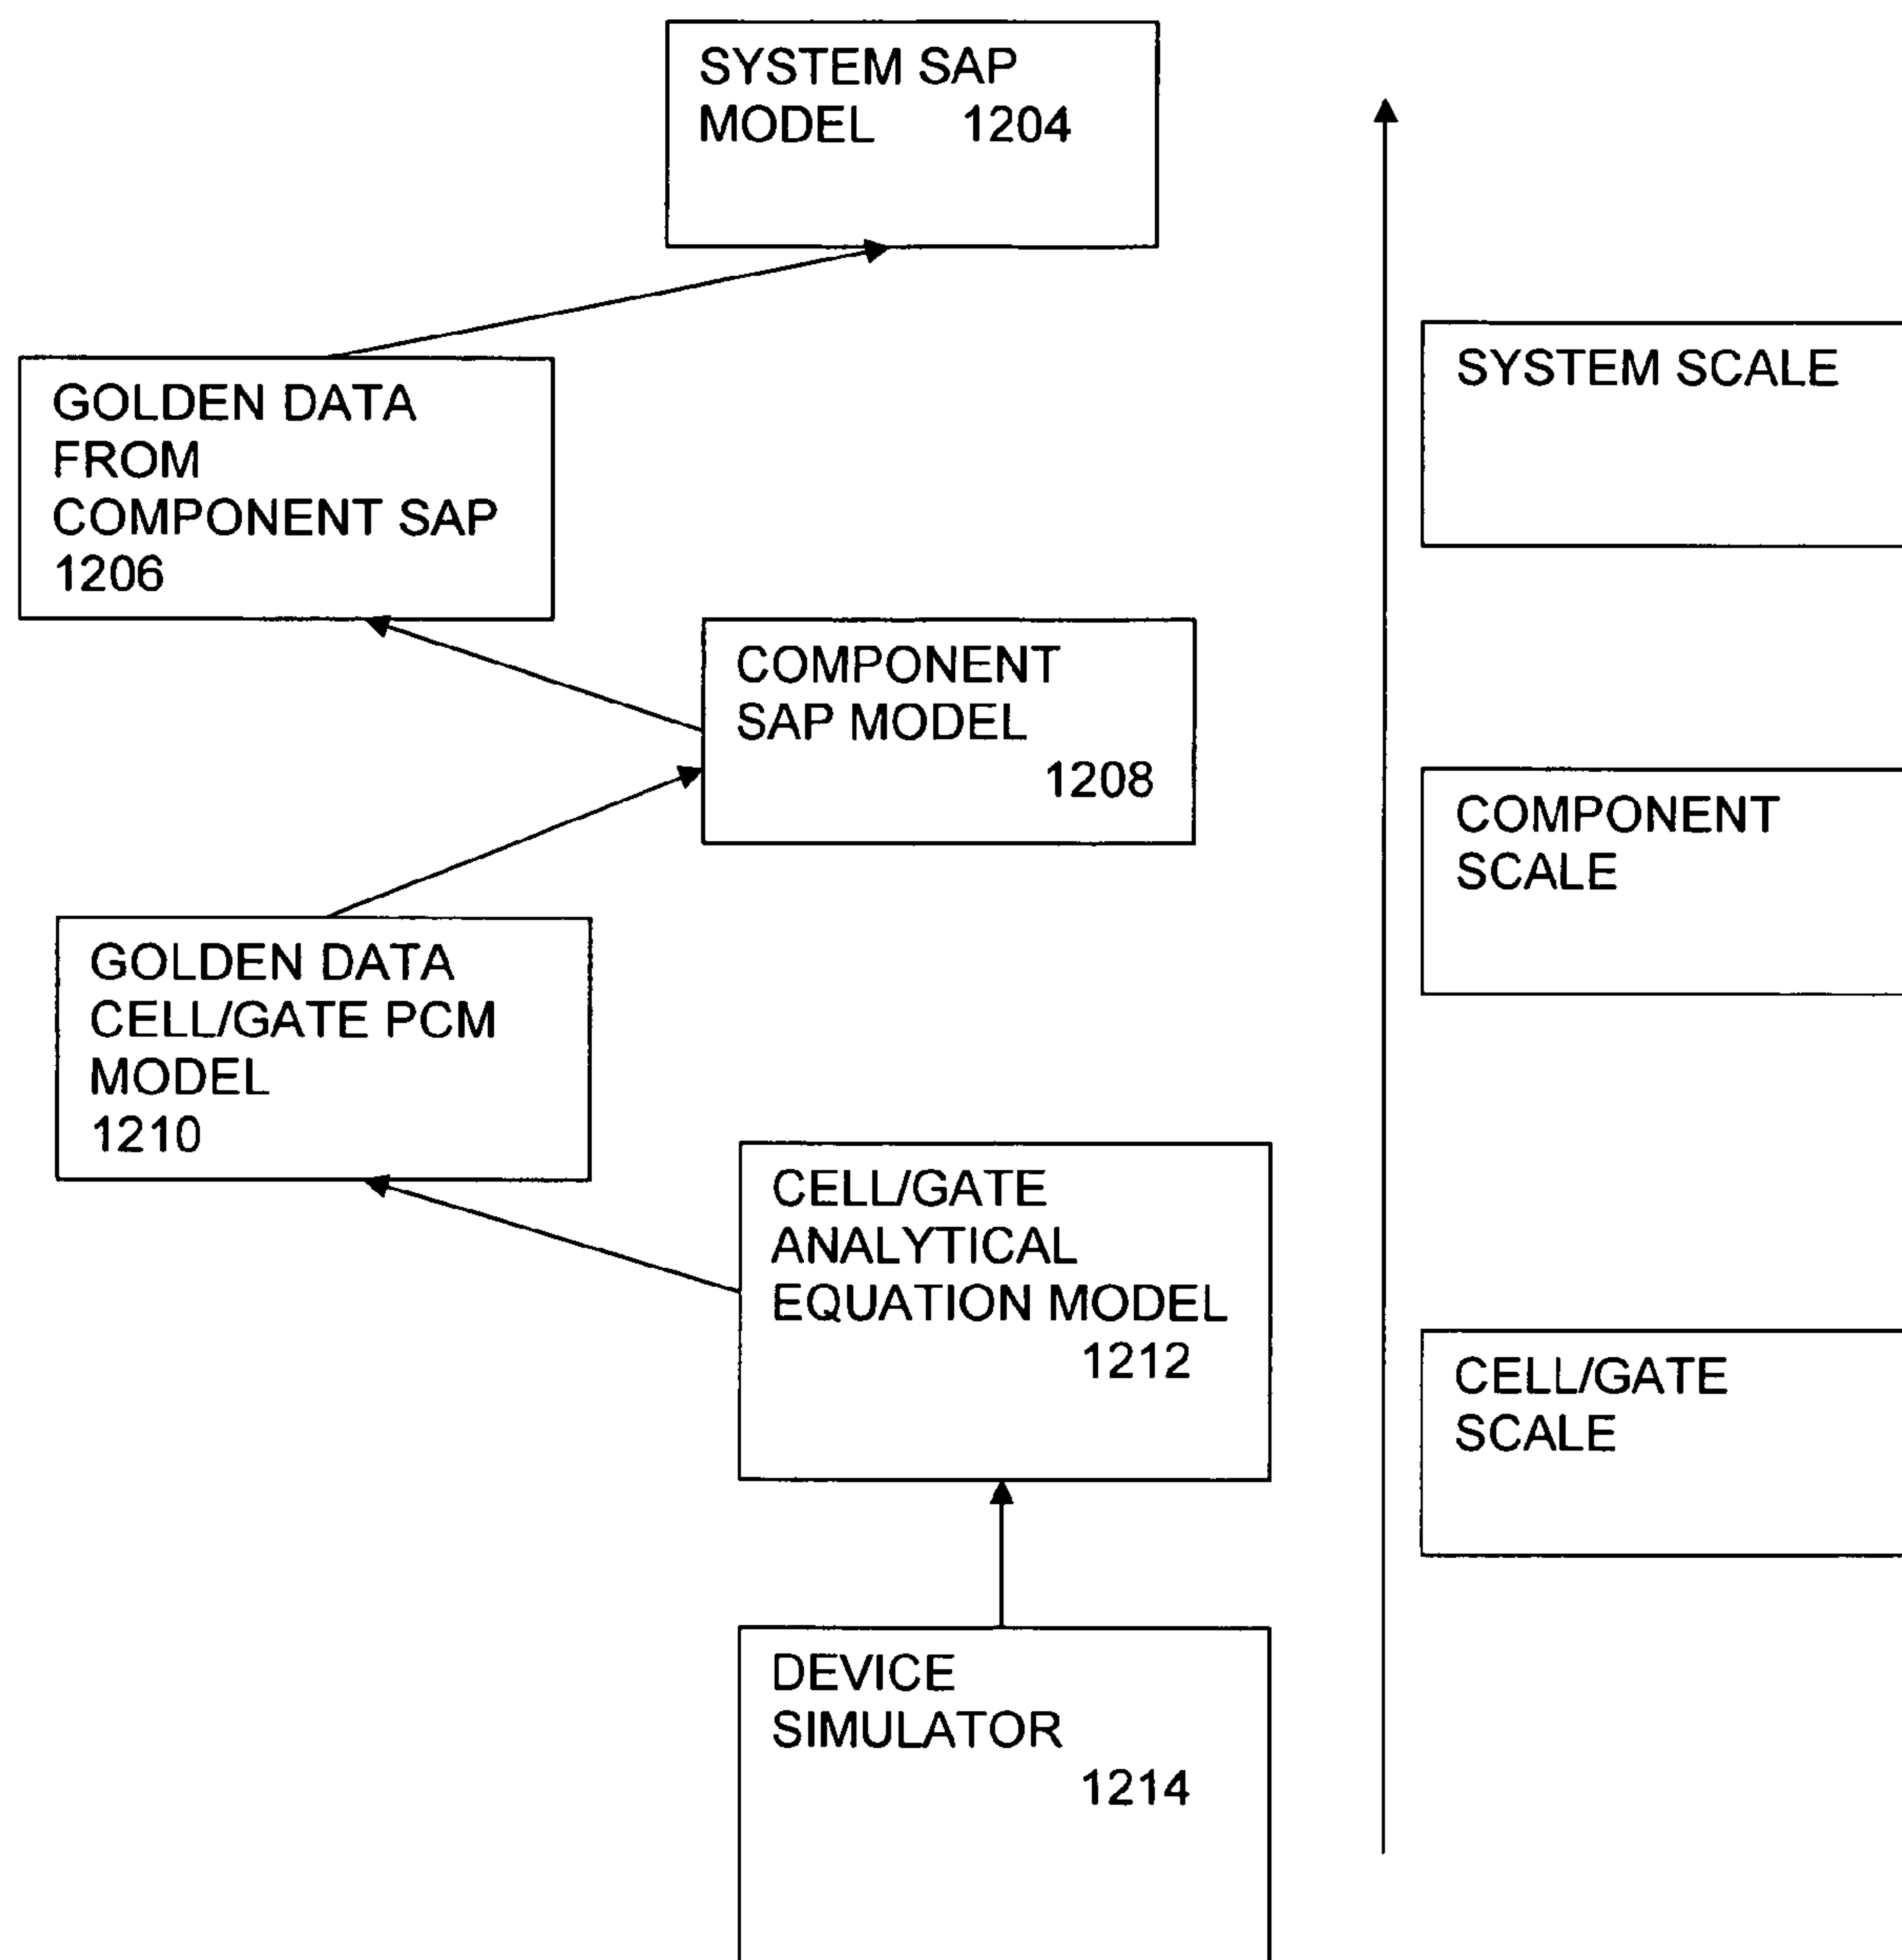 SYSTEM SAP
MODEL 1204
GOLDEN DATA
FROM
COMPONENT SAP
1206
COMPONENT
SAP MODEL
1208
GOLDEN DATA
CELL/GATE PCM
MODEL
1210
CELL/GATE
ANALYTICAL
EQUATION MODEL
1212
DEVICE
SIMULATOR
1214
SYSTEM SCALE
COMPONENT
SCALE
CELL/GATE
SCALE